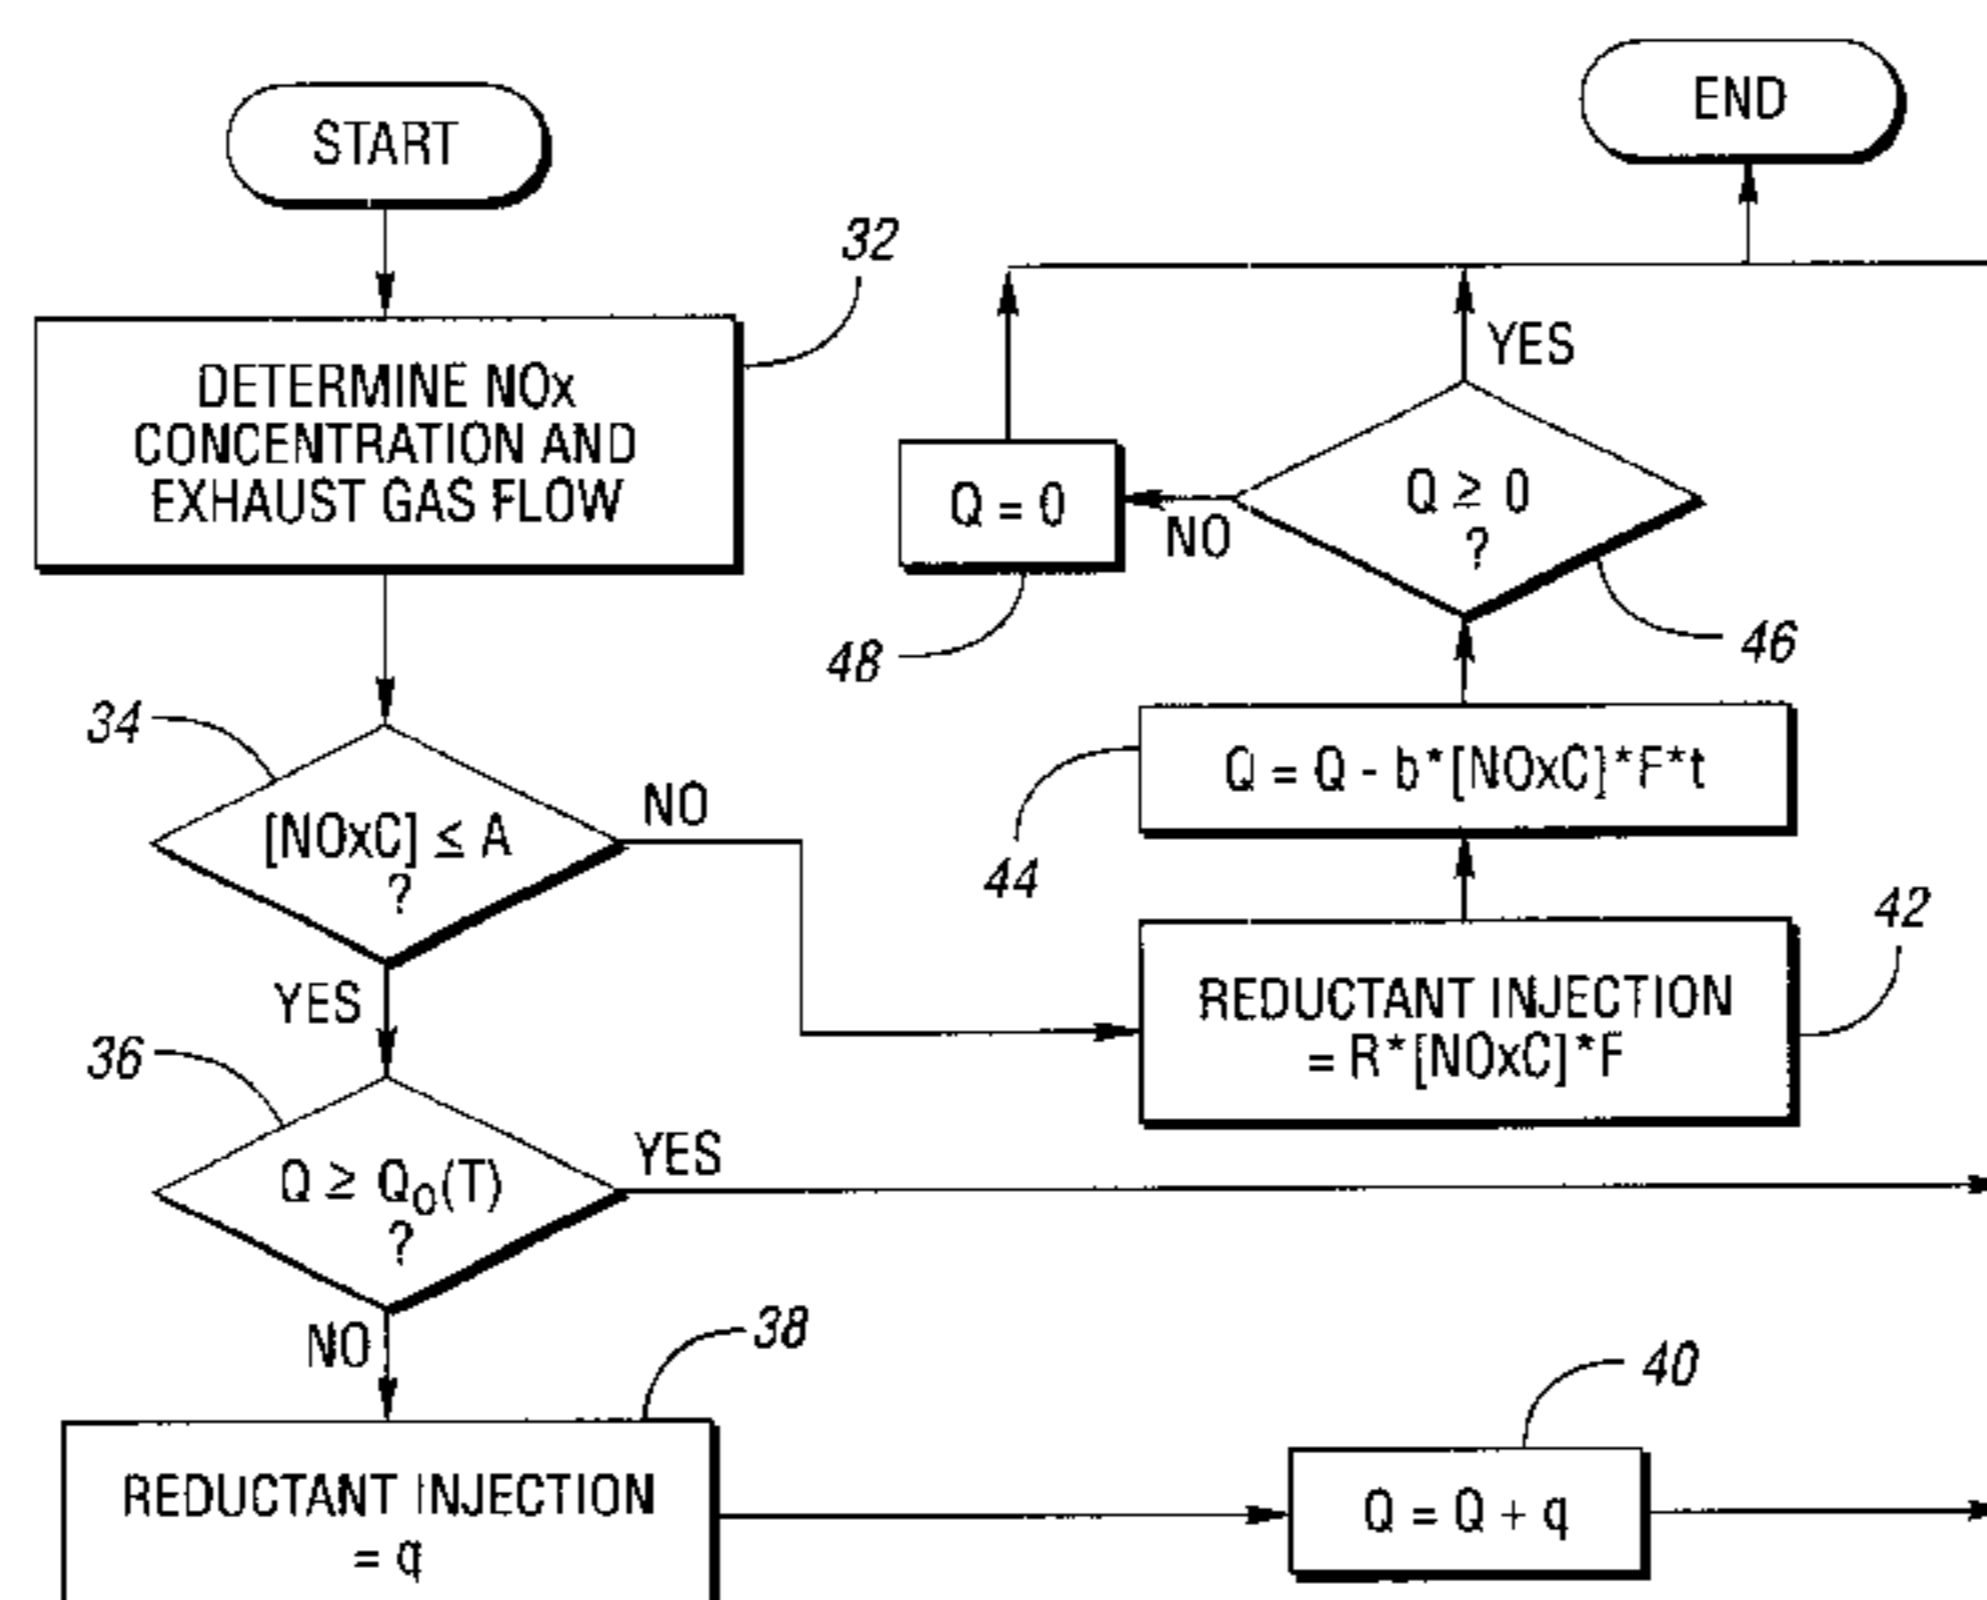 START
32
DETERMINE NOx
CONCENTRATION AND
EXHAUST GAS FLOW
34
[NOxC] ≤ A
?
NO
YES
36
Q ≥ Q₀(T)
?
YES
NO
38
REDUCTANT INJECTION
= q
40
Q = Q + q
42
REDUCTANT INJECTION
= R*[NOxC]*F
44
Q = Q - b*[NOxC]*F*t
46
Q ≥ 0
?
YES
NO
48
Q = 0
END